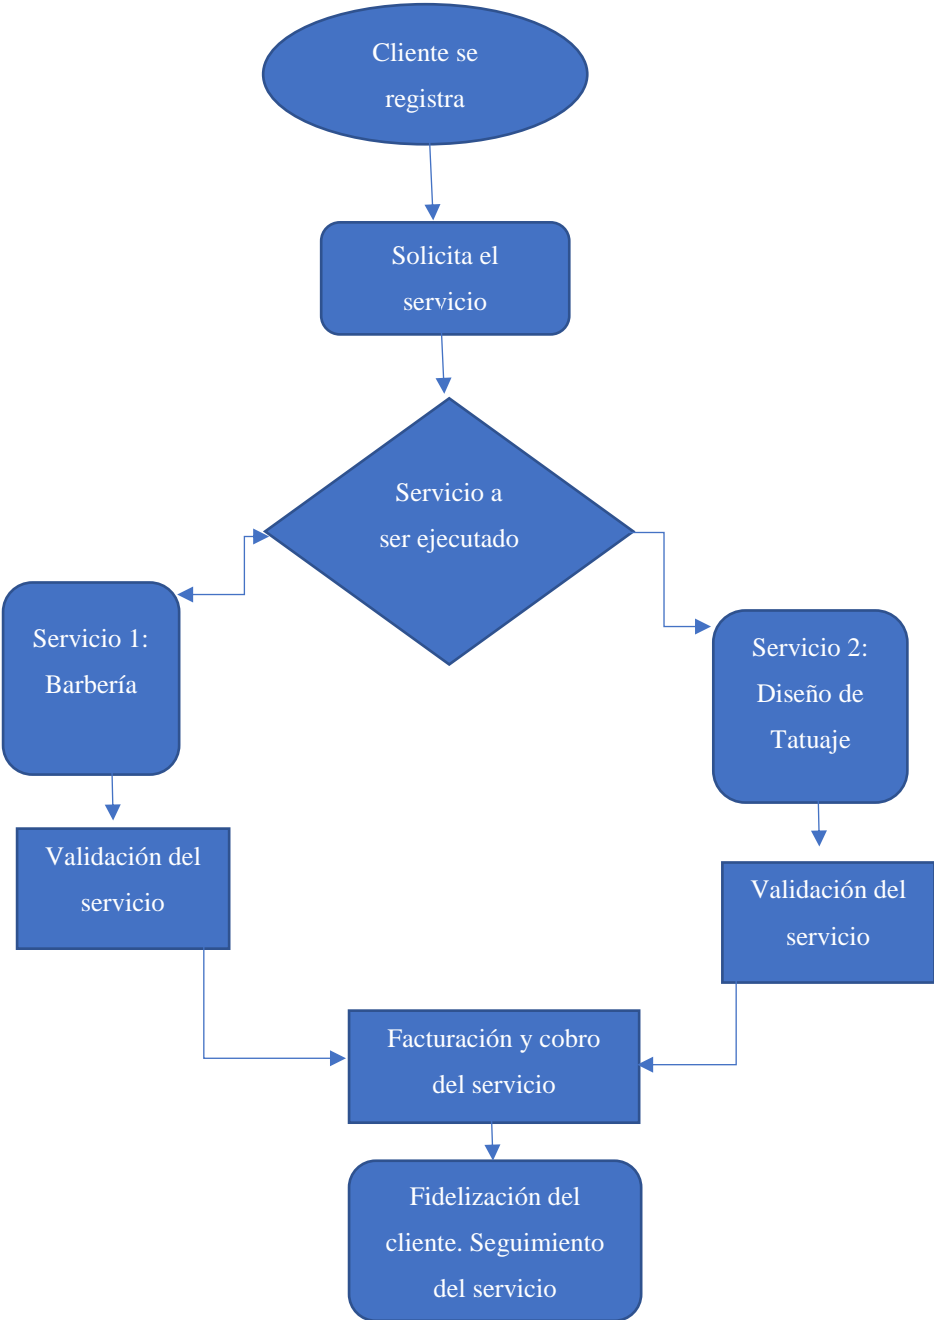 Cliente se
registra
Solicita el
servicio
Servicio a
ser ejecutado
Servicio 1:
Barbería
Servicio 2:
Diseño de
Tatuaje
Validación del
servicio
Validación del
servicio
Facturación y cobro
del servicio
Fidelización del
cliente. Seguimiento
del servicio